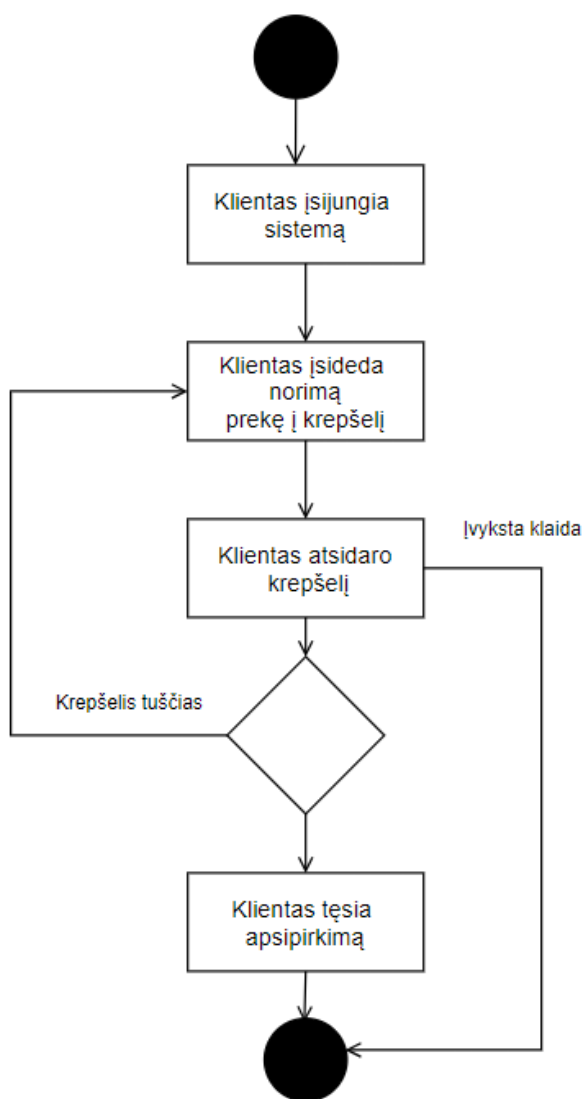 Klientas įsijungia
sistemą
Klientas įsideda
norimą
prekę į krepšelį
Įvyksta klaida
Klientas atsidaro
krepšelį
Krepšelis tuščias
Klientas tęsia
apsipirkimą